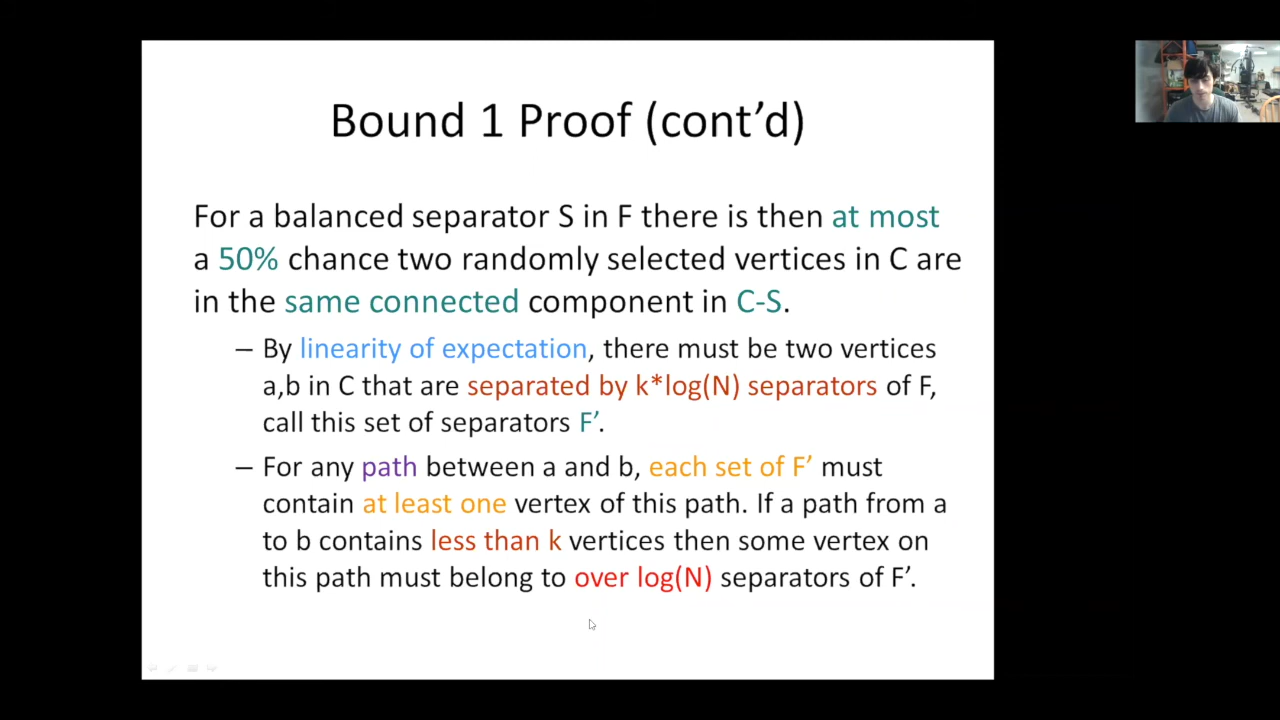 Bound 1 Proof (cont’d)
For a balanced separator S in F there is then at most
a 50% chance two randomly selected vertices in C are
in the same connected component in C-S.
– By linearity of expectation, there must be two vertices
a,b in C that are separated by k*log(N) separators of F,
call this set of separators F’.
– For any path between a and b, each set of F’ must
contain at least one vertex of this path. If a path from a
to b contains less than k vertices then some vertex on
this path must belong to over log(N) separators of F’.